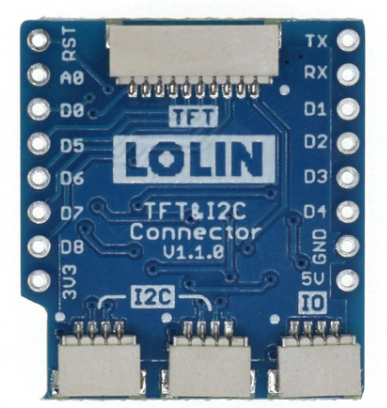 RST
A0
D0
D5
D6
D7
D8
3V3
TX
RX
D1
D2
D3
D4
GND
5V
TFT
LOLIN
TFT&I2C
Connector
V1.1.0
I2C
IO